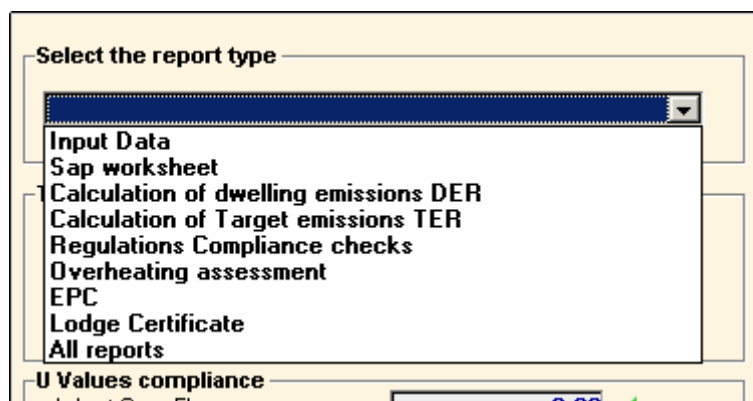 Select the report type
Input Data
Sap worksheet
Calculation of dwelling emissions DER
Calculation of Target emissions TER
Regulations Compliance checks
Overheating assessment
EPC
Lodge Certificate
All reports
U Values compliance